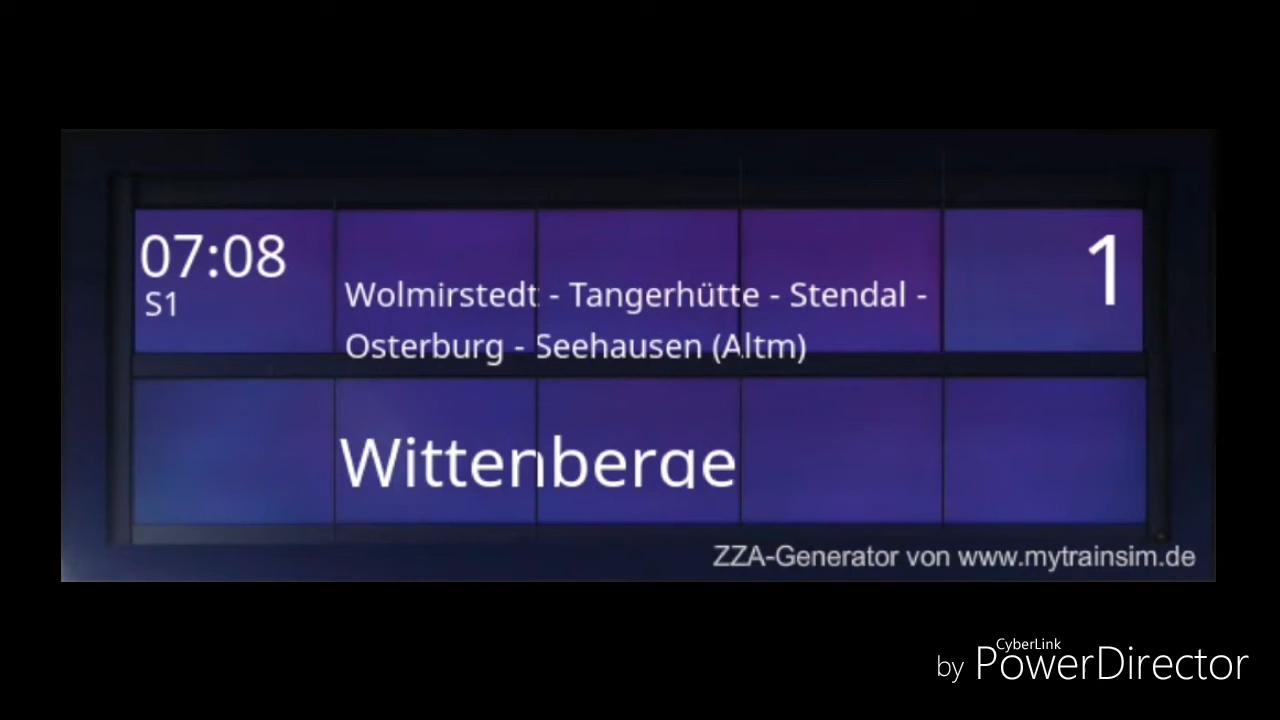 07:08
S1
1
Wolmirstedt - Tangerhütte - Stendal -
Osterburg - Seehausen (Altm)
Wittenberge
ZZA-Generator von www.mytrainsim.de
CyberLink
by PowerDirector